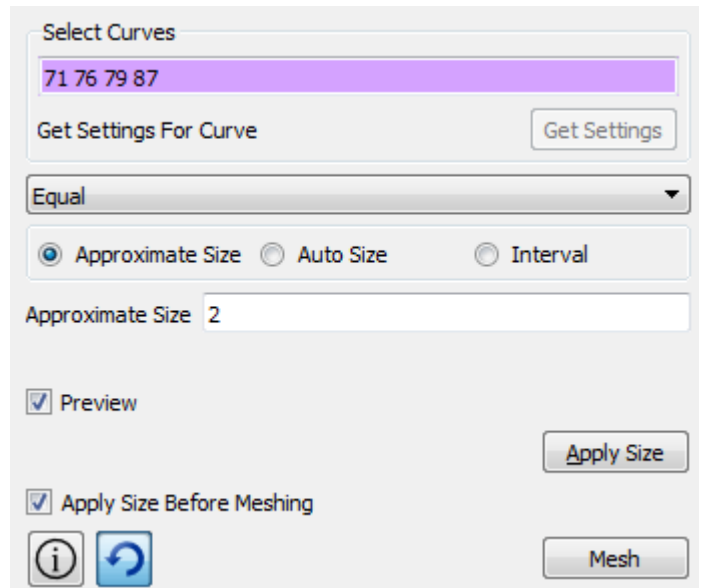 Select Curves
71 76 79 87
Get Settings For Curve Get Settings
Equal
Approximate Size Auto Size Interval
Approximate Size 2
Preview
Apply Size
Apply Size Before Meshing
Mesh